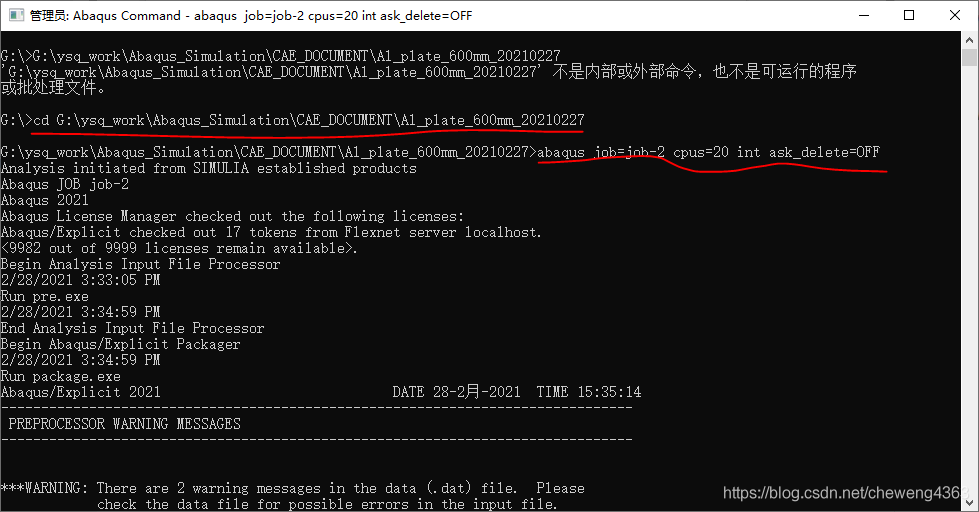 管理员: Abaqus Command - abaqus  job=job-2 cpus=20 int ask_delete=OFF
G:\>G:\ysq_work\Abaqus_Simulation\CAE_DOCUMENT\A1_plate_600mm_20210227
'G:\ysq_work\Abaqus_Simulation\CAE_DOCUMENT\A1_plate_600mm_20210227' 不是内部或外部命令，也不是可运行的程序
或批处理文件。
G:\>cd G:\ysq_work\Abaqus_Simulation\CAE_DOCUMENT\A1_plate_600mm_20210227
G:\ysq_work\Abaqus_Simulation\CAE_DOCUMENT\A1_plate_600mm_20210227>abaqus job=job-2 cpus=20 int ask_delete=OFF
Analysis initiated from SIMULIA established products
Abaqus JOB job-2
Abaqus 2021
Abaqus License Manager checked out the following licenses:
Abaqus/Explicit checked out 17 tokens from Flexnet server localhost.
<9982 out of 9999 licenses remain available>.
Begin Analysis Input File Processor
2/28/2021 3:33:05 PM
Run pre.exe
2/28/2021 3:34:59 PM
End Analysis Input File Processor
Begin Abaqus/Explicit Packager
2/28/2021 3:34:59 PM
Run package.exe
Abaqus/Explicit 2021                             DATE 28-2月-2021  TIME 15:35:14
-------------------------------------------------------------------------------
 PREPROCESSOR WARNING MESSAGES
-------------------------------------------------------------------------------
***WARNING: There are 2 warning messages in the data (.dat) file.  Please
            check the data file for possible errors in the input file.